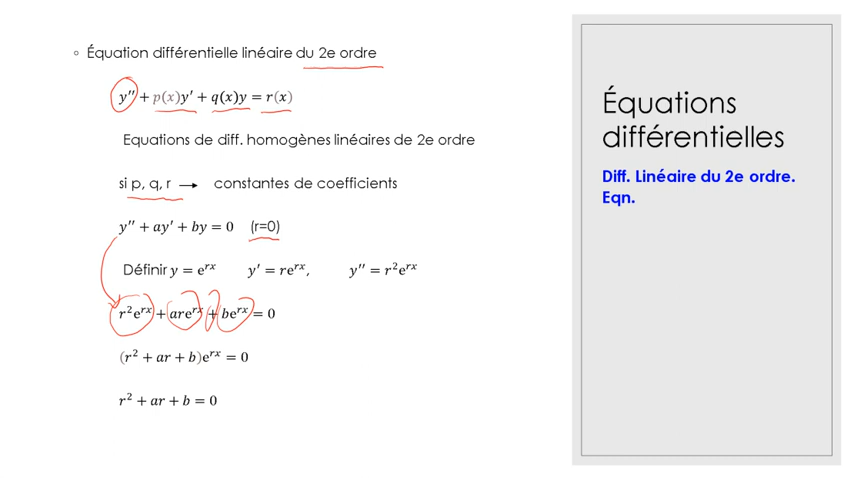 ◦ Équation différentielle linéaire du 2e ordre
y'' + p(x)y' + q(x)y = r(x)
Equations de diff. homogènes linéaires de 2e ordre
si p, q, r → constantes de coefficients
y'' + ay' + by = 0 (r=0)
Définir y = e^{rx} y' = re^{rx}, y'' = r²e^{rx}
r²e^{rx} + are^{rx} + be^{rx} = 0
(r² + ar + b)e^{rx} = 0
r² + ar + b = 0
Équations
différentielles
Diff. Linéaire du 2e ordre.
Eqn.